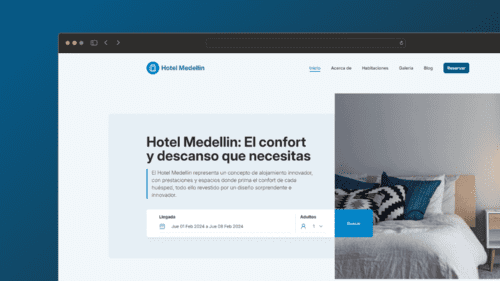 Hotel Medellin
Inicio
Acerca de
Habitaciones
Galeria
Blog
Reservar
Hotel Medellin: El confort
y descanso que necesitas
El Hotel Medellin representa un concepto de alojamiento innovador,
con prestaciones y espacios donde prima el confort de cada
huésped, todo ello revestido por un diseño sorprendente e
innovador.
Llegada
Adultos
Jue 01 Feb 2024 a Jue 08 Feb 2024
1
Buscar